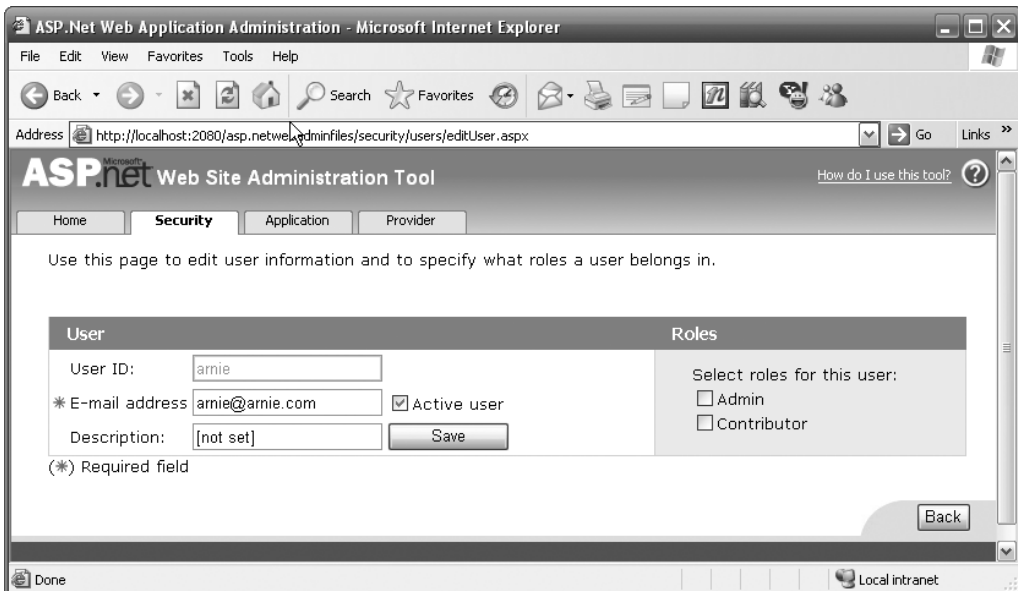 ASP.Net Web Application Administration - Microsoft Internet Explorer
File Edit View Favorites Tools Help
Back Search Favorites
Address http://localhost:2080/asp.netwe adminfiles/security/users/editUser.aspx Go Links »
Microsoft
ASP.net Web Site Administration Tool How do I use this tool? ?
Home Security Application Provider
Use this page to edit user information and to specify what roles a user belongs in.
User Roles
User ID: arnie
Select roles for this user:
* E-mail address arnie@arnie.com Active user
Admin
Description: [not set] Save
Contributor
(*) Required field
Back
Done Local intranet